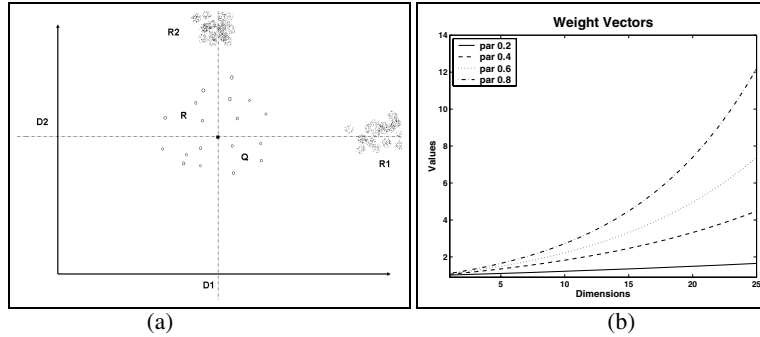 R2
D2
R
Q
R1
D1
(a)
Weight Vectors
par 0.2
par 0.4
par 0.6
par 0.8
Values
14
12
10
8
6
4
2
5
10
15
20
25
Dimensions
(b)